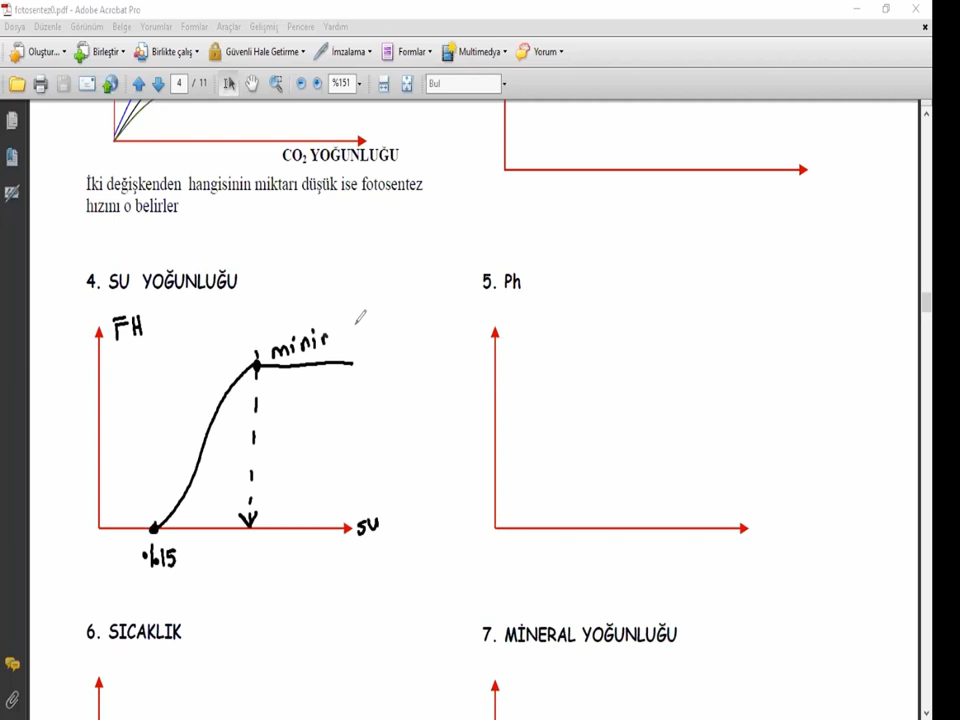 fotosentez0.pdf - Adobe Acrobat Pro
Dosya Düzenle Görünüm Belge Yorumlar Formlar Araçlar Gelişmiş Pencere Yardım
Oluştur... Birleştir Birlikte çalış Güvenli Hale Getirme İmzalama Formlar Multimedya Yorum
4 / 11 %151 Bul
CO₂ YOĞUNLUĞU
İki değişkenden hangisinin miktarı düşük ise fotosentez
hızını o belirler
4. SU YOĞUNLUĞU
5. Ph
FH
minir
SU
%15
6. SICAKLIK
7. MİNERAL YOĞUNLUĞU